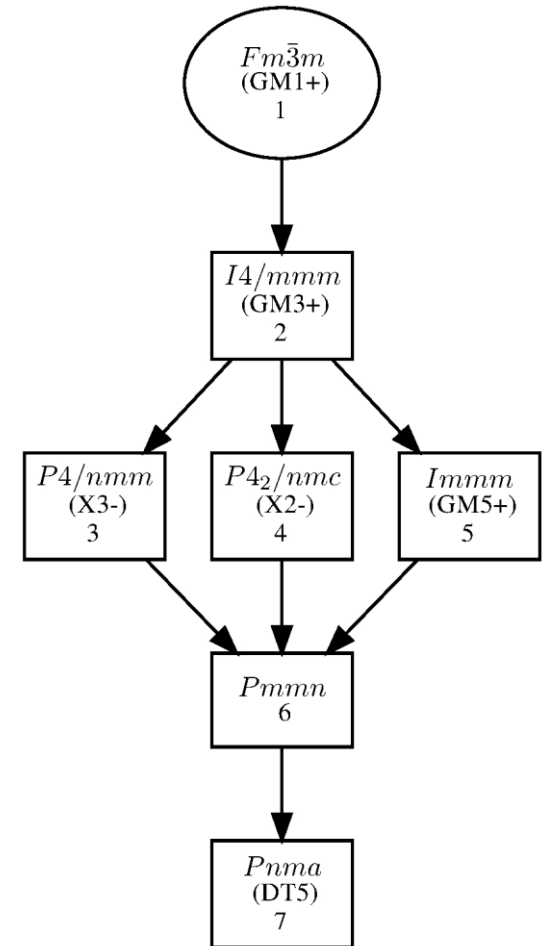 Fm3̄m
(GM1+)
1
I4/mmm
(GM3+)
2
P4/nmm
(X3-)
3
P4₂/nmc
(X2-)
4
Immm
(GM5+)
5
Pmmn
6
Pnma
(DT5)
7